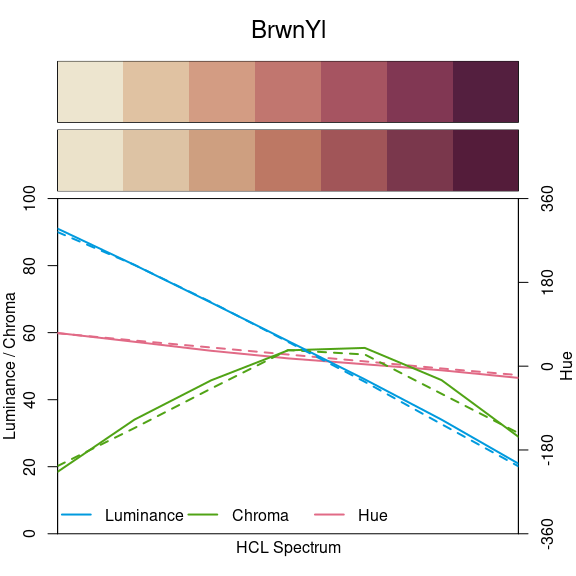 BrwnYl
100
80
60
40
20
0
Luminance / Chroma
360
180
0
-180
-360
Hue
Luminance
Chroma
Hue
HCL Spectrum